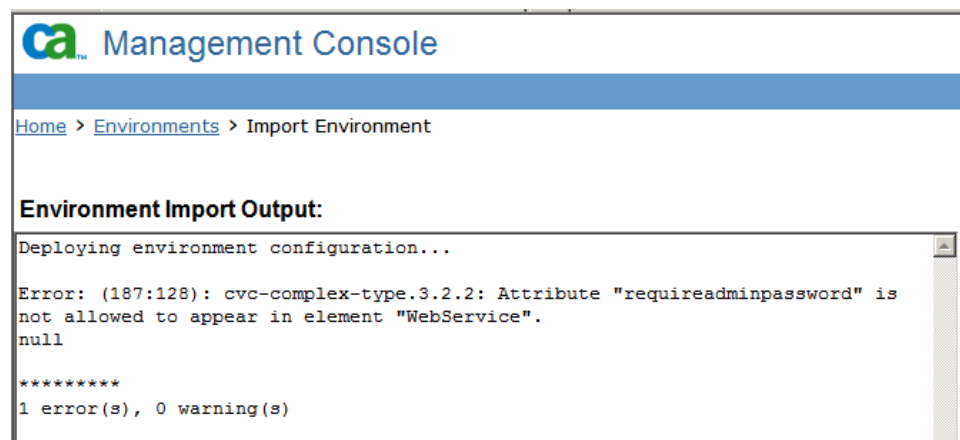 ca™ Management Console
Home > Environments > Import Environment
Environment Import Output:
Deploying environment configuration...
Error: (187:128): cvc-complex-type.3.2.2: Attribute "requireadminpassword" is
not allowed to appear in element "WebService".
null
*********
1 error(s), 0 warning(s)